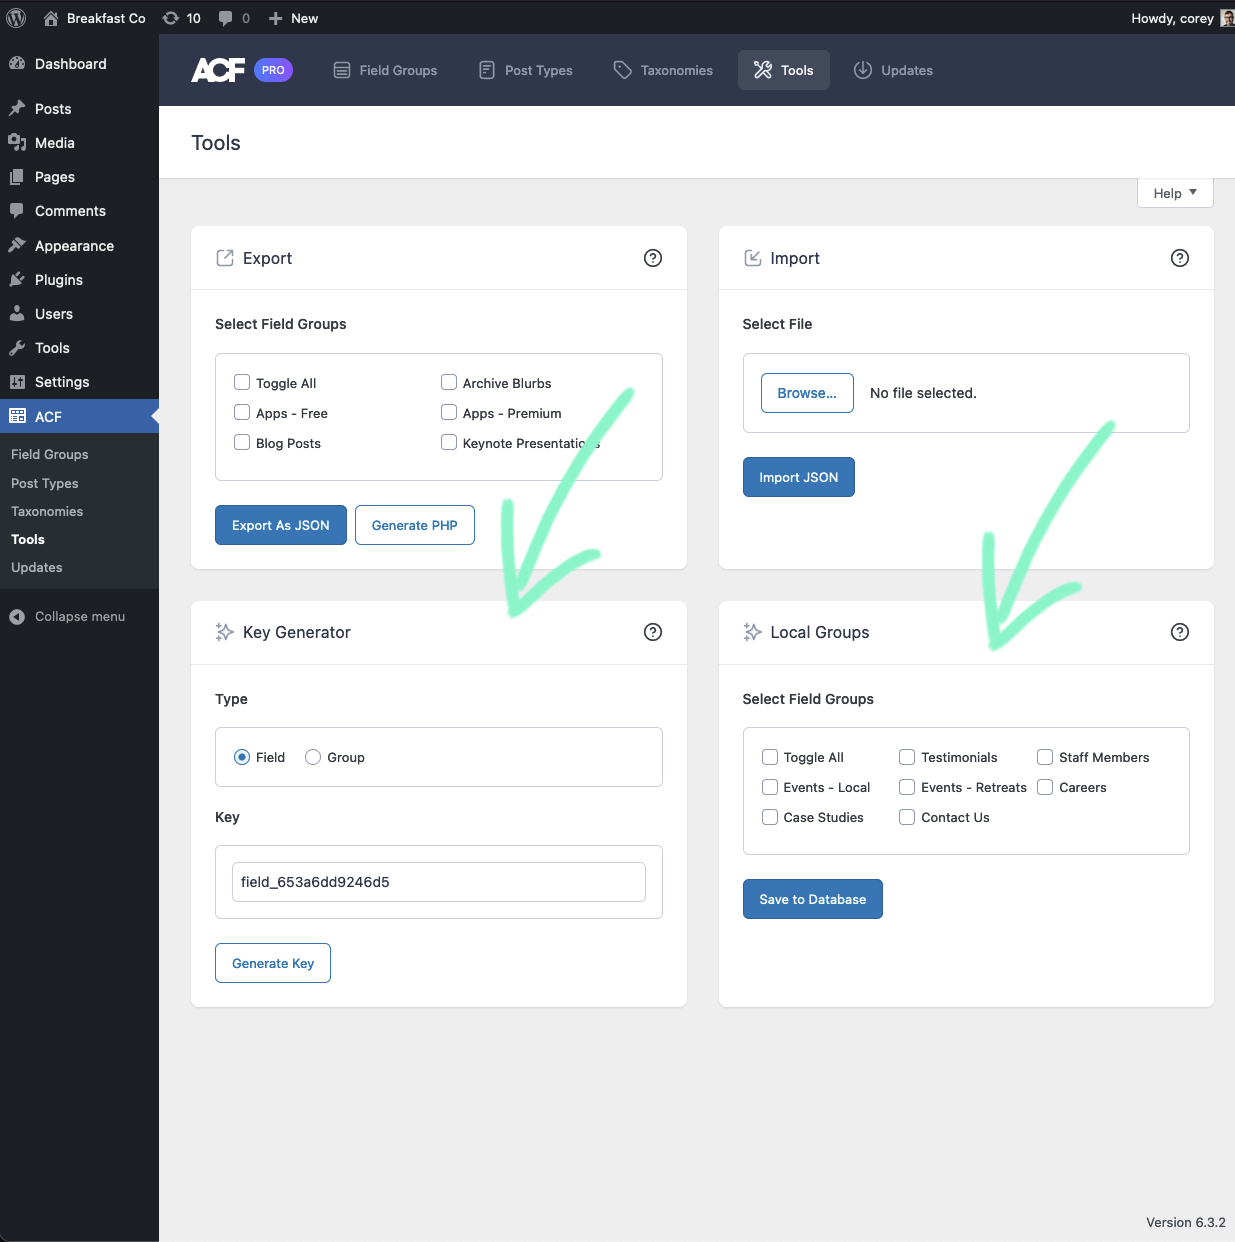 Breakfast Co 10 0 New Howdy, corey
Dashboard
Posts
Media
Pages
Comments
Appearance
Plugins
Users
Tools
Settings
ACF
Field Groups
Post Types
Taxonomies
Tools
Updates
Collapse menu
ACF PRO Field Groups Post Types Taxonomies Tools Updates
Tools
Help
Export
Select Field Groups
Toggle All Archive Blurbs
Apps - Free Apps - Premium
Blog Posts Keynote Presentations
Export As JSON Generate PHP
Import
Select File
Browse... No file selected.
Import JSON
Key Generator
Type
Field Group
Key
field_653a6dd9246d5
Generate Key
Local Groups
Select Field Groups
Toggle All Testimonials Staff Members
Events - Local Events - Retreats Careers
Case Studies Contact Us
Save to Database
Version 6.3.2